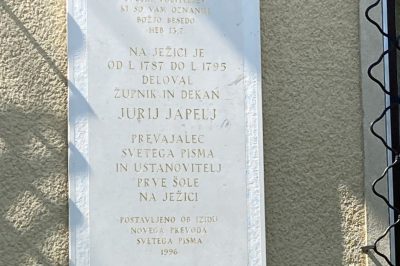 KI SO VAM OZNANILI
BOŽJO BESEDO
HEB 13,7
NA JEŽICI JE
OD L 1787 DO L 1795
DELOVAL
ŽUPNIK IN DEKAN
JURIJ JAPELJ
PREVAJALEC
SVETEGA PISMA
IN USTANOVITELJ
PRVE ŠOLE
NA JEŽICI
POSTAVLJENO OB IZIDU
NOVEGA PREVODA
SVETEGA PISMA
1996